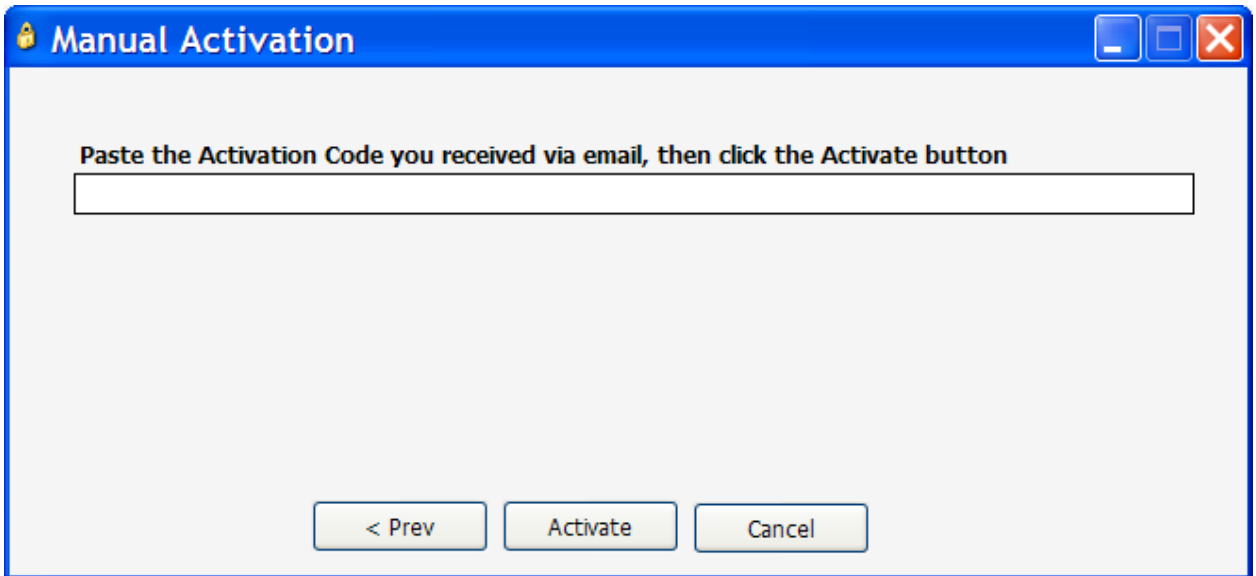 Manual Activation
Paste the Activation Code you received via email, then click the Activate button
< Prev Activate Cancel